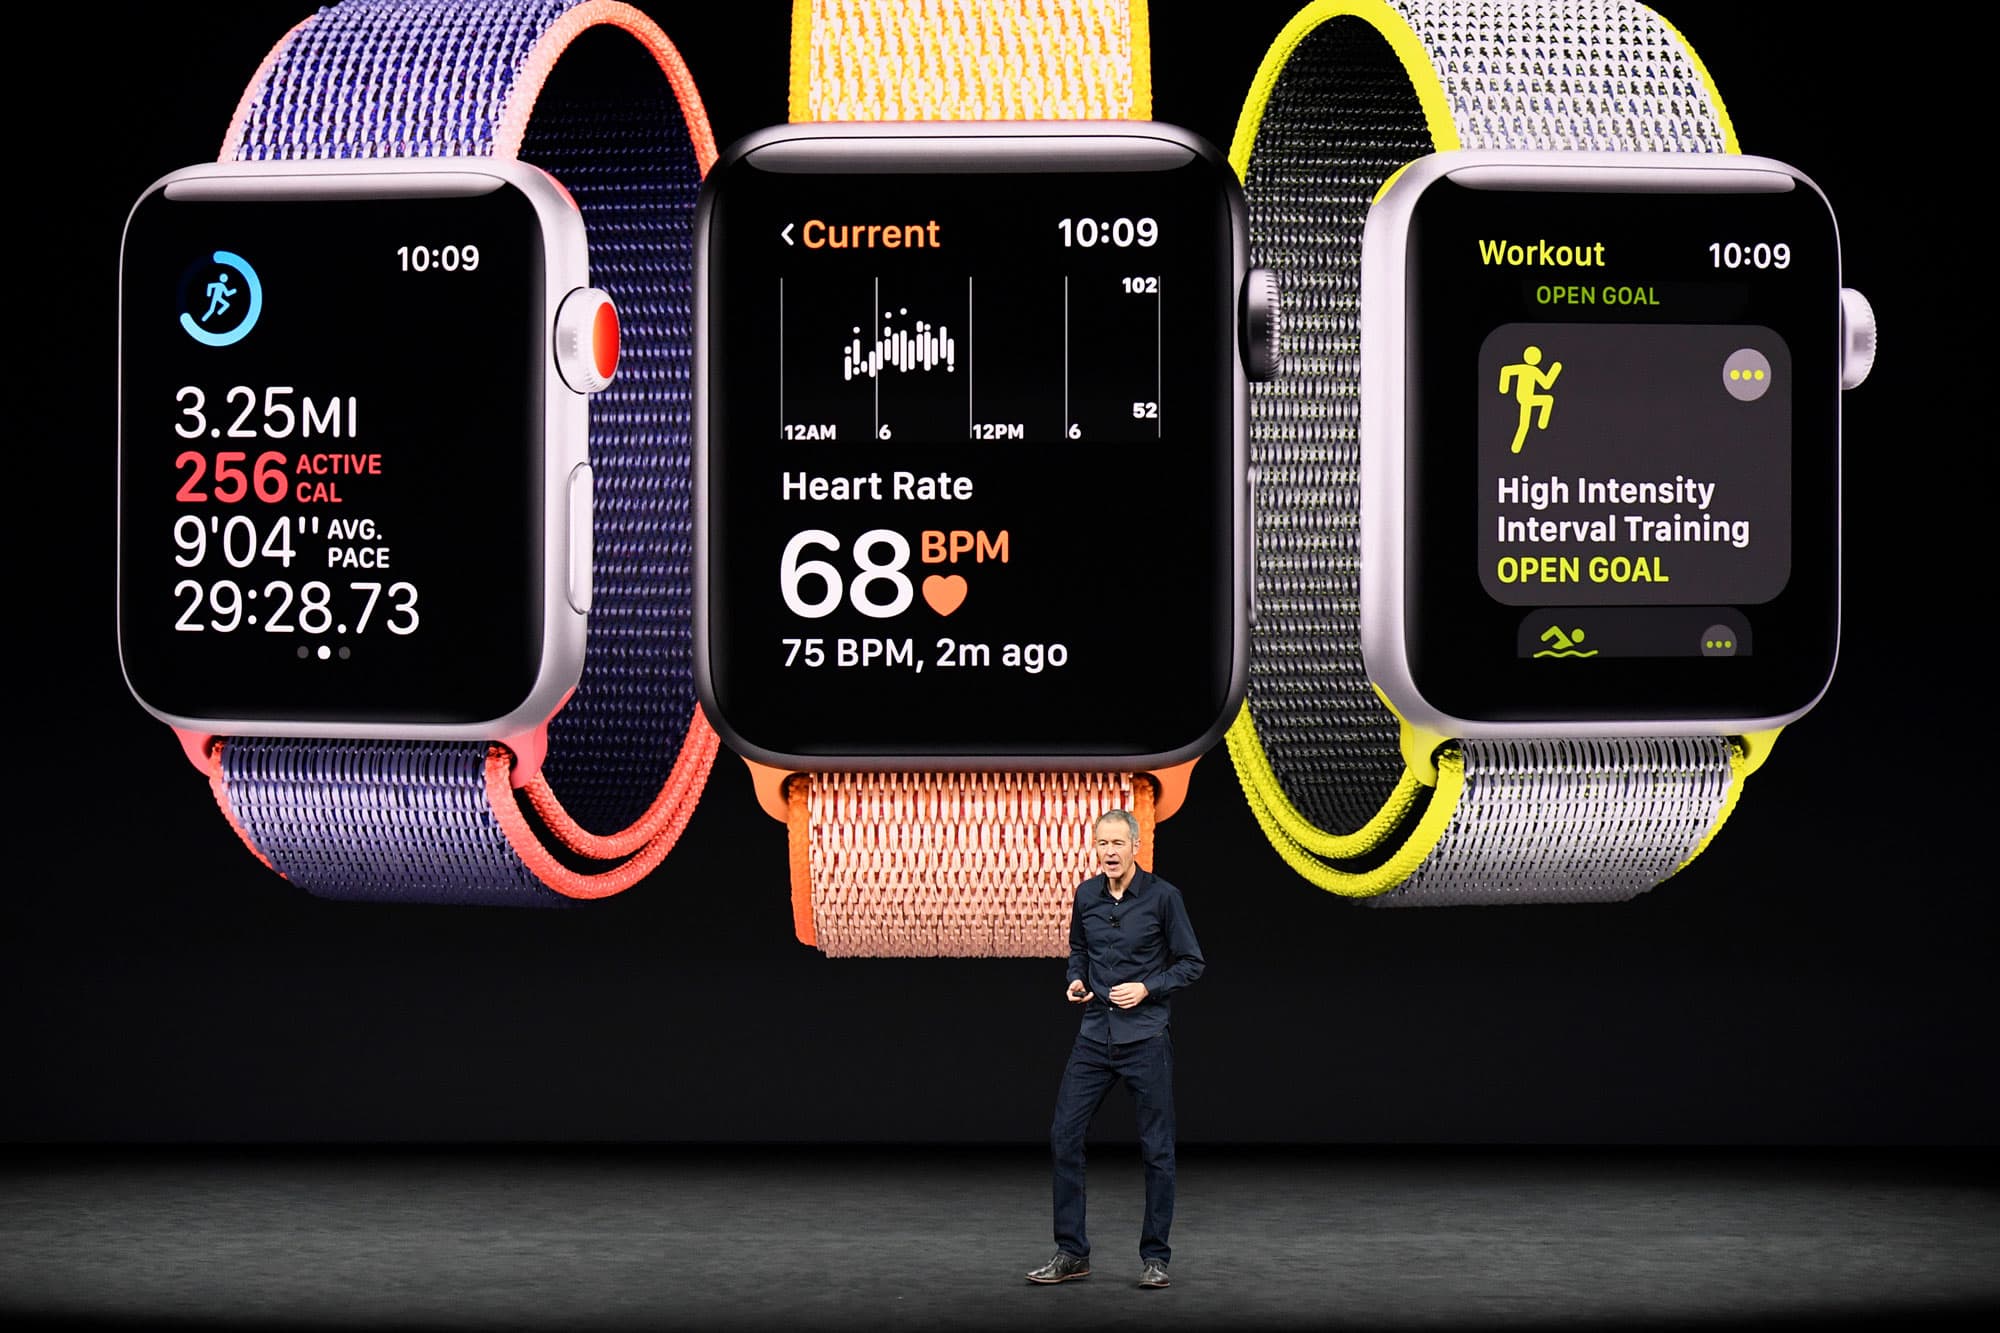 10:09
3.25MI
256 ACTIVE CAL
9'04'' AVG. PACE
29:28.73
< Current 10:09
102
52
12AM 6 12PM 6
Heart Rate
68 BPM
75 BPM, 2m ago
Workout 10:09
OPEN GOAL
High Intensity
Interval Training
OPEN GOAL